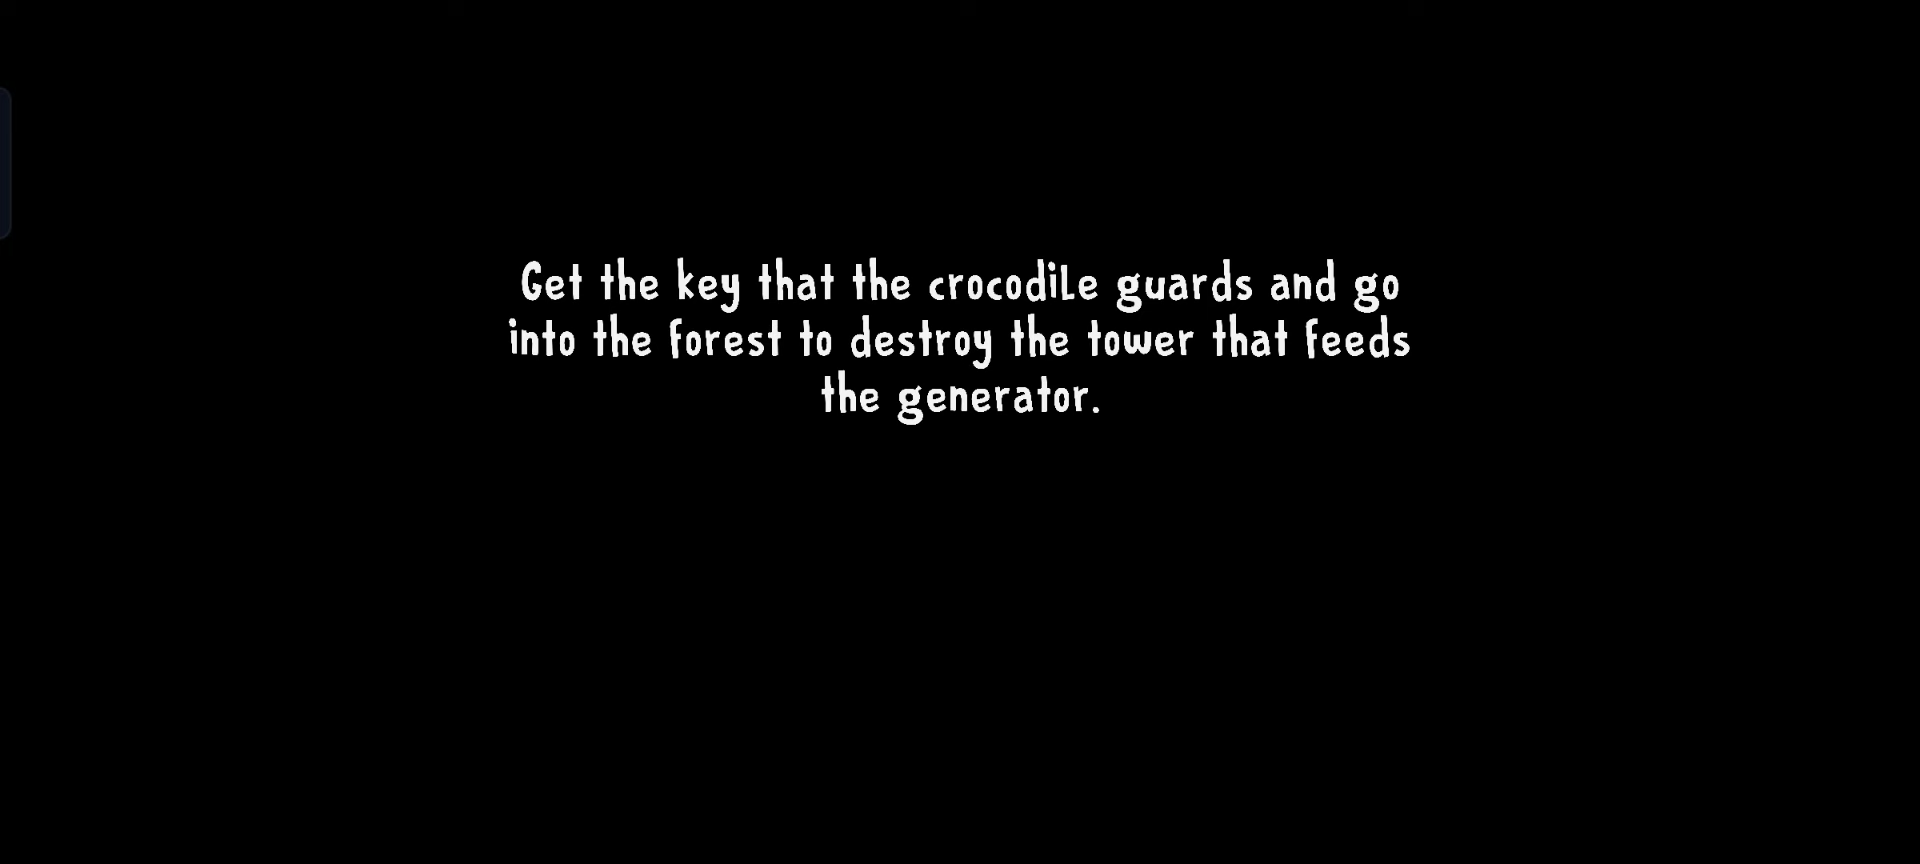 Get the key that the crocodile guards and go
into the forest to destroy the tower that feeds
the generator.